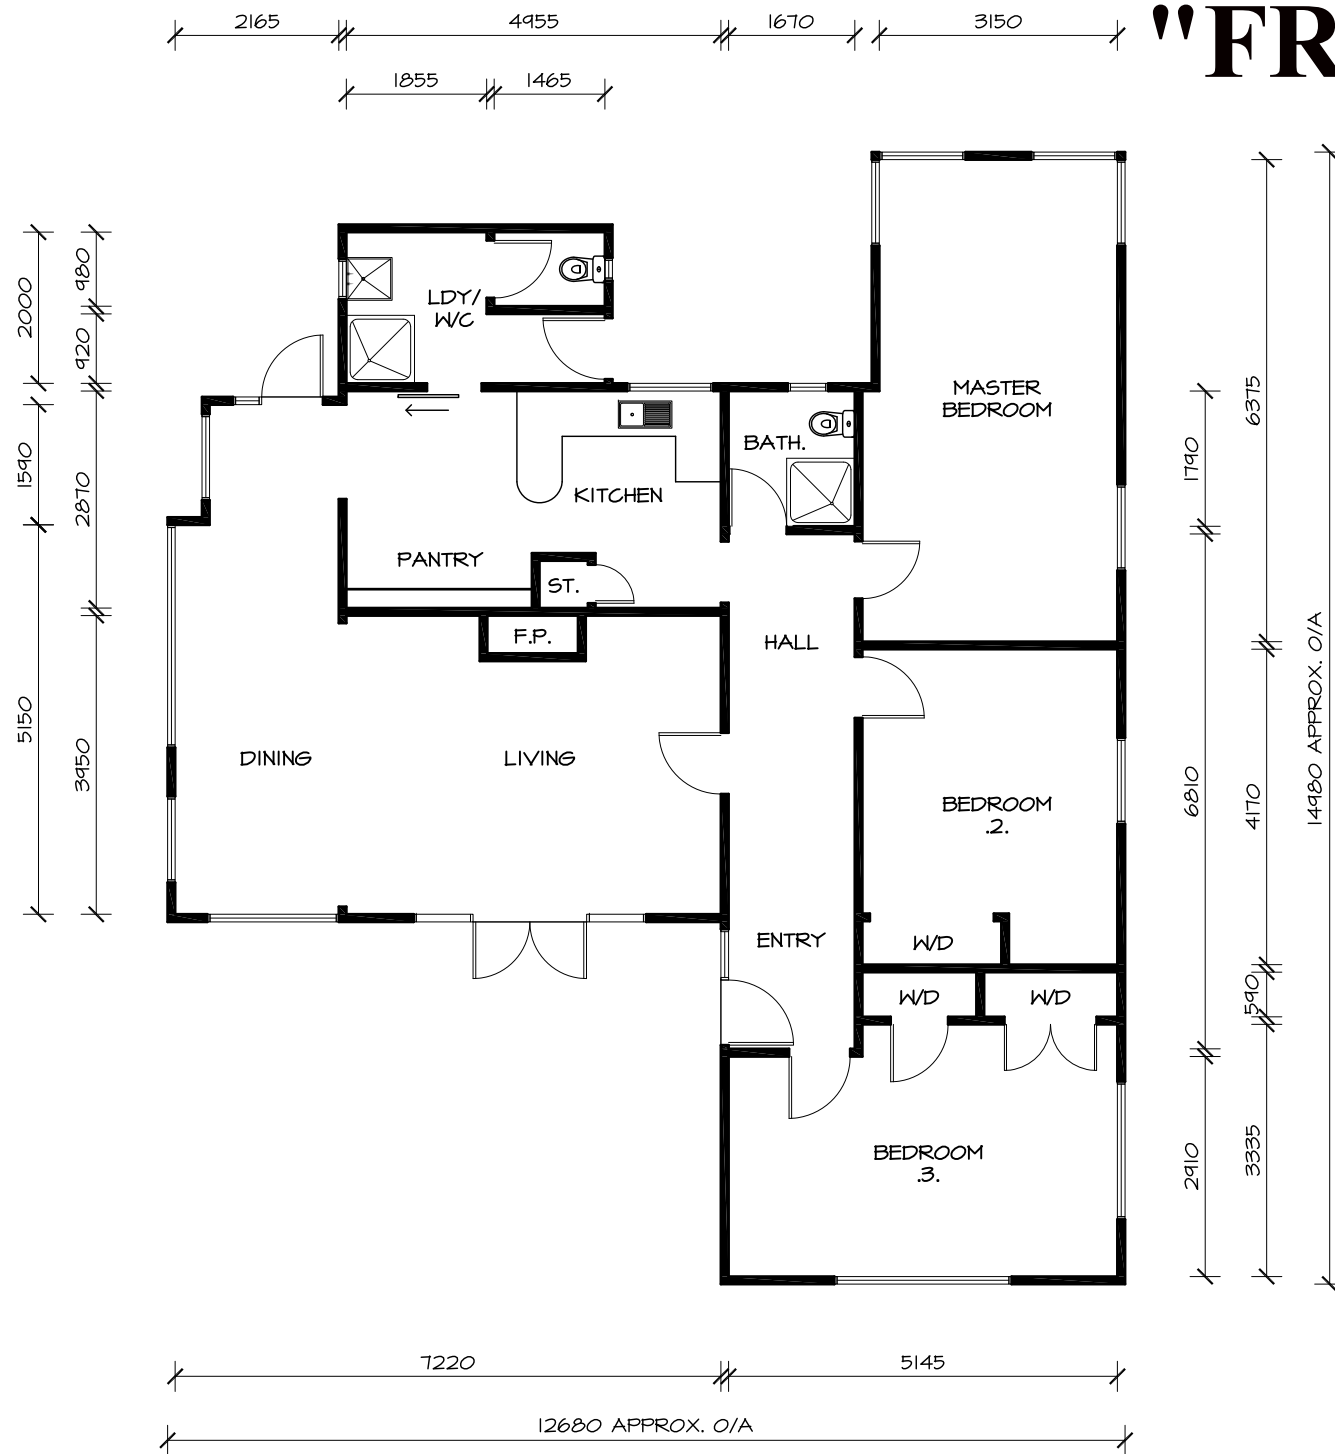 2165
4955
1670
3150
"FR
1855
1465
2000
980
920
LDY/
W/C
MASTER
BEDROOM
6375
1590
2870
BATH.
1790
KITCHEN
PANTRY
ST.
F.P.
HALL
14980 APPROX. O/A
5150
3950
DINING
LIVING
BEDROOM
.2.
6810
4170
ENTRY
W/D
W/D
W/D
590
BEDROOM
.3.
2910
3335
7220
5145
12680 APPROX. O/A